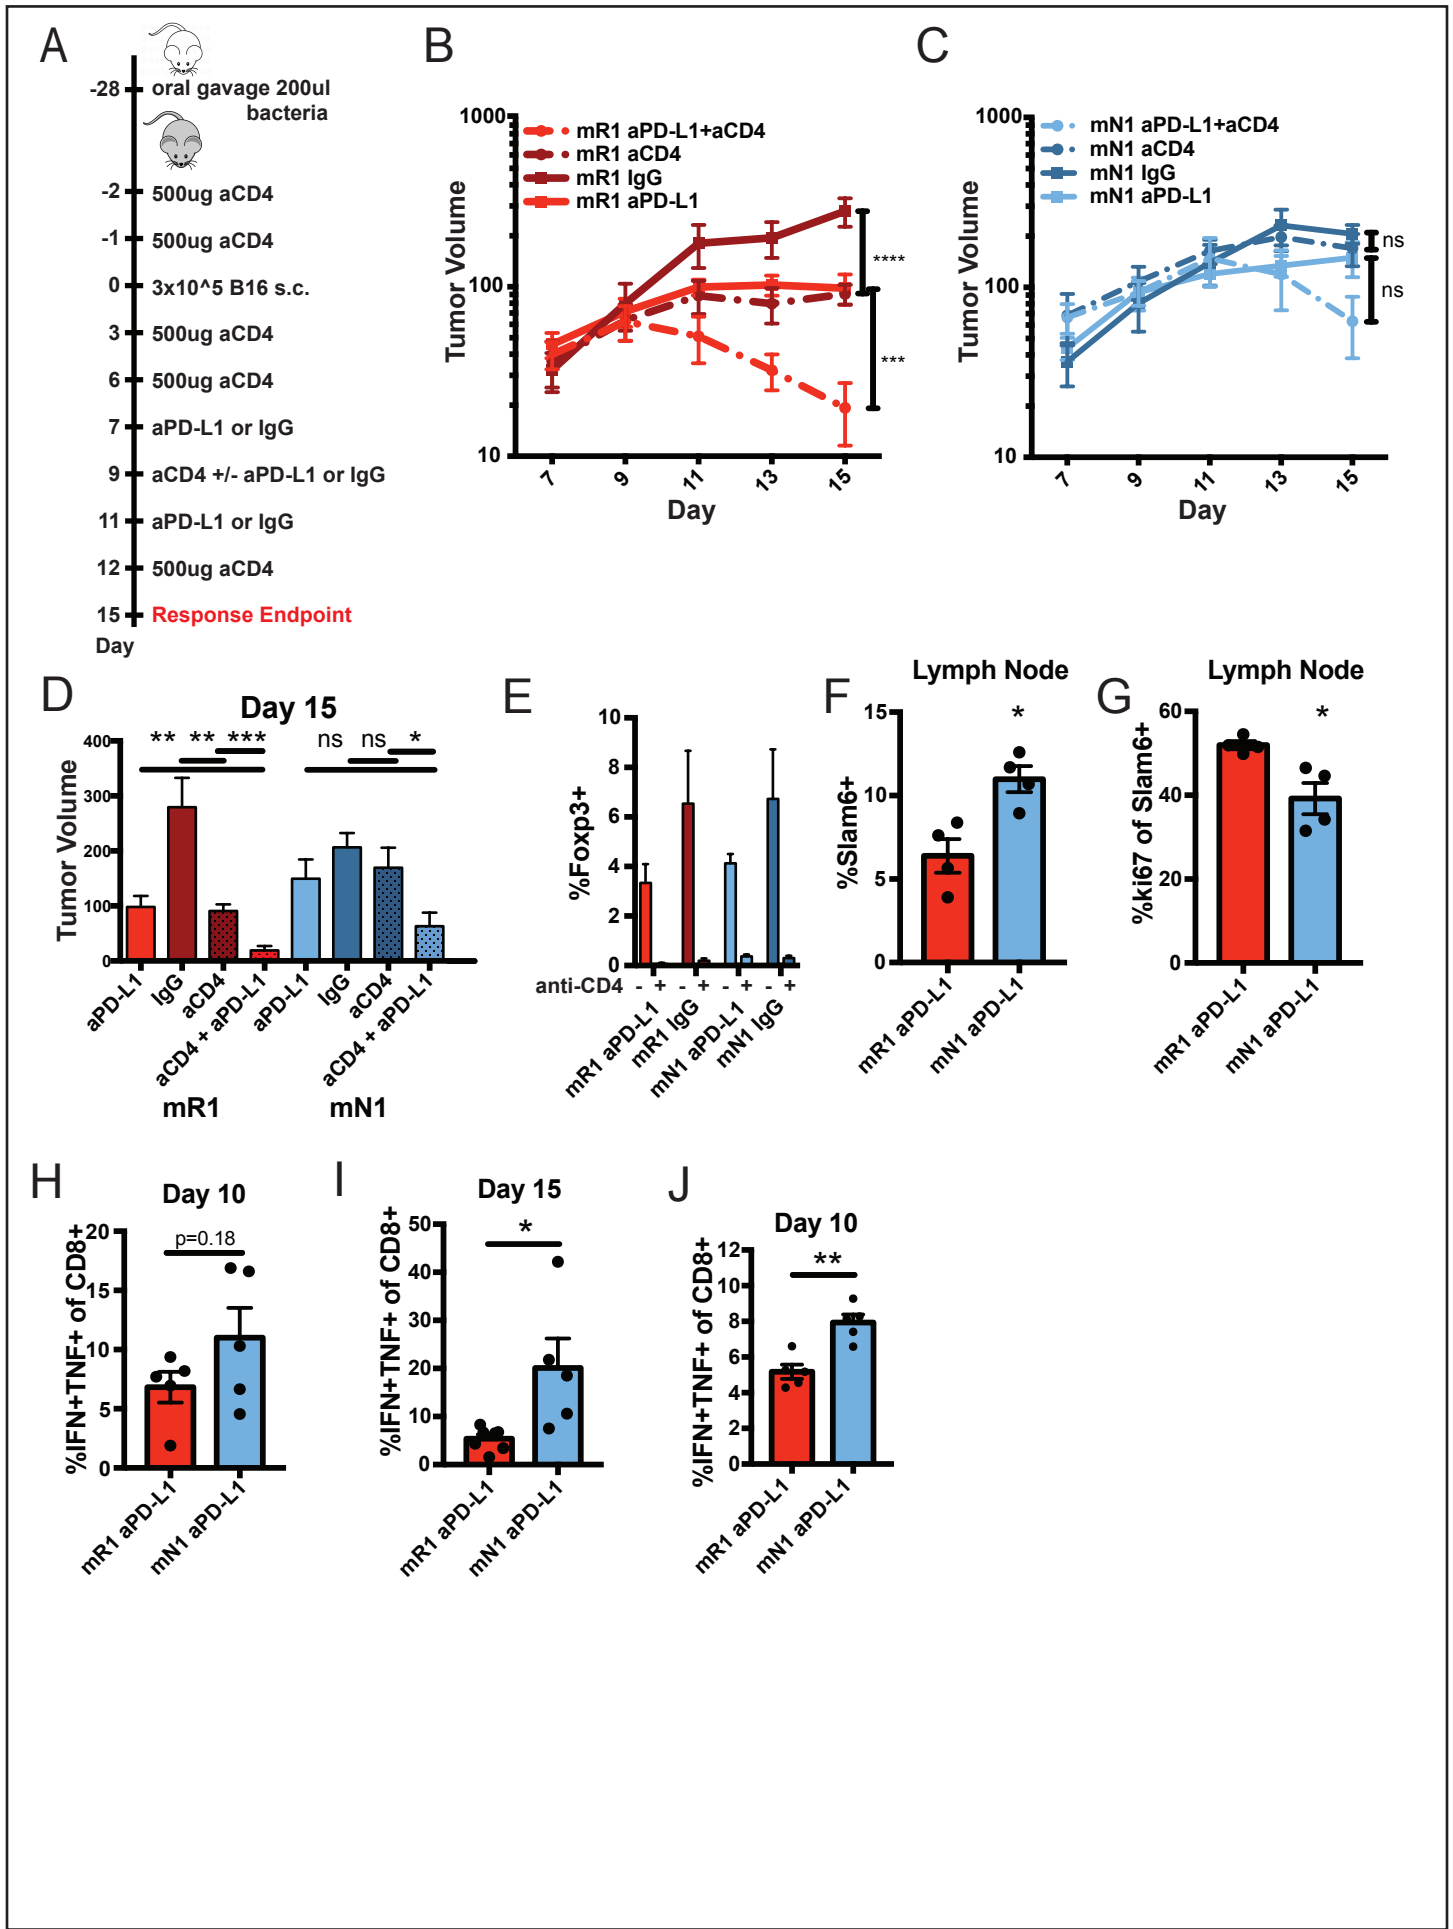 A
-28 oral gavage 200ul
bacteria
-2 500ug aCD4
-1 500ug aCD4
0 3x10^5 B16 s.c.
3 500ug aCD4
6 500ug aCD4
7 aPD-L1 or IgG
9 aCD4 +/- aPD-L1 or IgG
11 aPD-L1 or IgG
12 500ug aCD4
15 Response Endpoint
Day
B
1000
100
10
Tumor Volume
mR1 aPD-L1+aCD4
mR1 aCD4
mR1 IgG
mR1 aPD-L1
****
***
7 9 11 13 15
Day
C
1000
100
10
Tumor Volume
mN1 aPD-L1+aCD4
mN1 aCD4
mN1 IgG
mN1 aPD-L1
ns
ns
7 9 11 13 15
Day
D
Day 15
** ** *** ns ns *
400
300
200
100
0
Tumor Volume
aPD-L1
IgG
aCD4
aCD4 + aPD-L1
aPD-L1
IgG
aCD4
aCD4 + aPD-L1
mR1 mN1
E
10
8
6
4
2
0
%Foxp3+
anti-CD4 - + - + - + - +
mR1 aPD-L1
mR1 IgG
mN1 aPD-L1
mN1 IgG
F
Lymph Node
*
15
10
5
0
%Slam6+
mR1 aPD-L1
mN1 aPD-L1
G
Lymph Node
*
60
40
20
0
%ki67 of Slam6+
mR1 aPD-L1
mN1 aPD-L1
H
Day 10
p=0.18
20
15
10
5
0
%IFN+TNF+ of CD8+
mR1 aPD-L1
mN1 aPD-L1
I
Day 15
*
50
40
30
20
10
0
%IFN+TNF+ of CD8+
mR1 aPD-L1
mN1 aPD-L1
J
Day 10
**
12
10
8
6
4
2
0
%IFN+TNF+ of CD8+
mR1 aPD-L1
mN1 aPD-L1